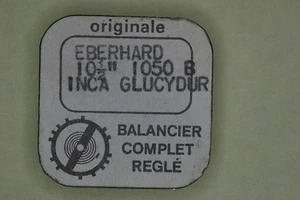 originale
EBERHARD
10½''' 1050 B
INCA GLUCYDUR
BALANCIER
COMPLET
REGLÉ